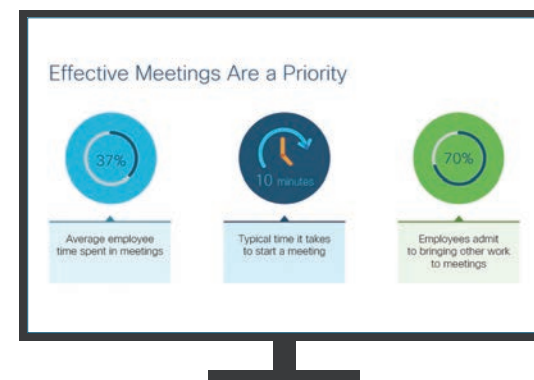 Effective Meetings Are a Priority
37%
10 minutes
70%
Average employee
time spent in meetings
Typical time it takes
to start a meeting
Employees admit
to bringing other work
to meetings